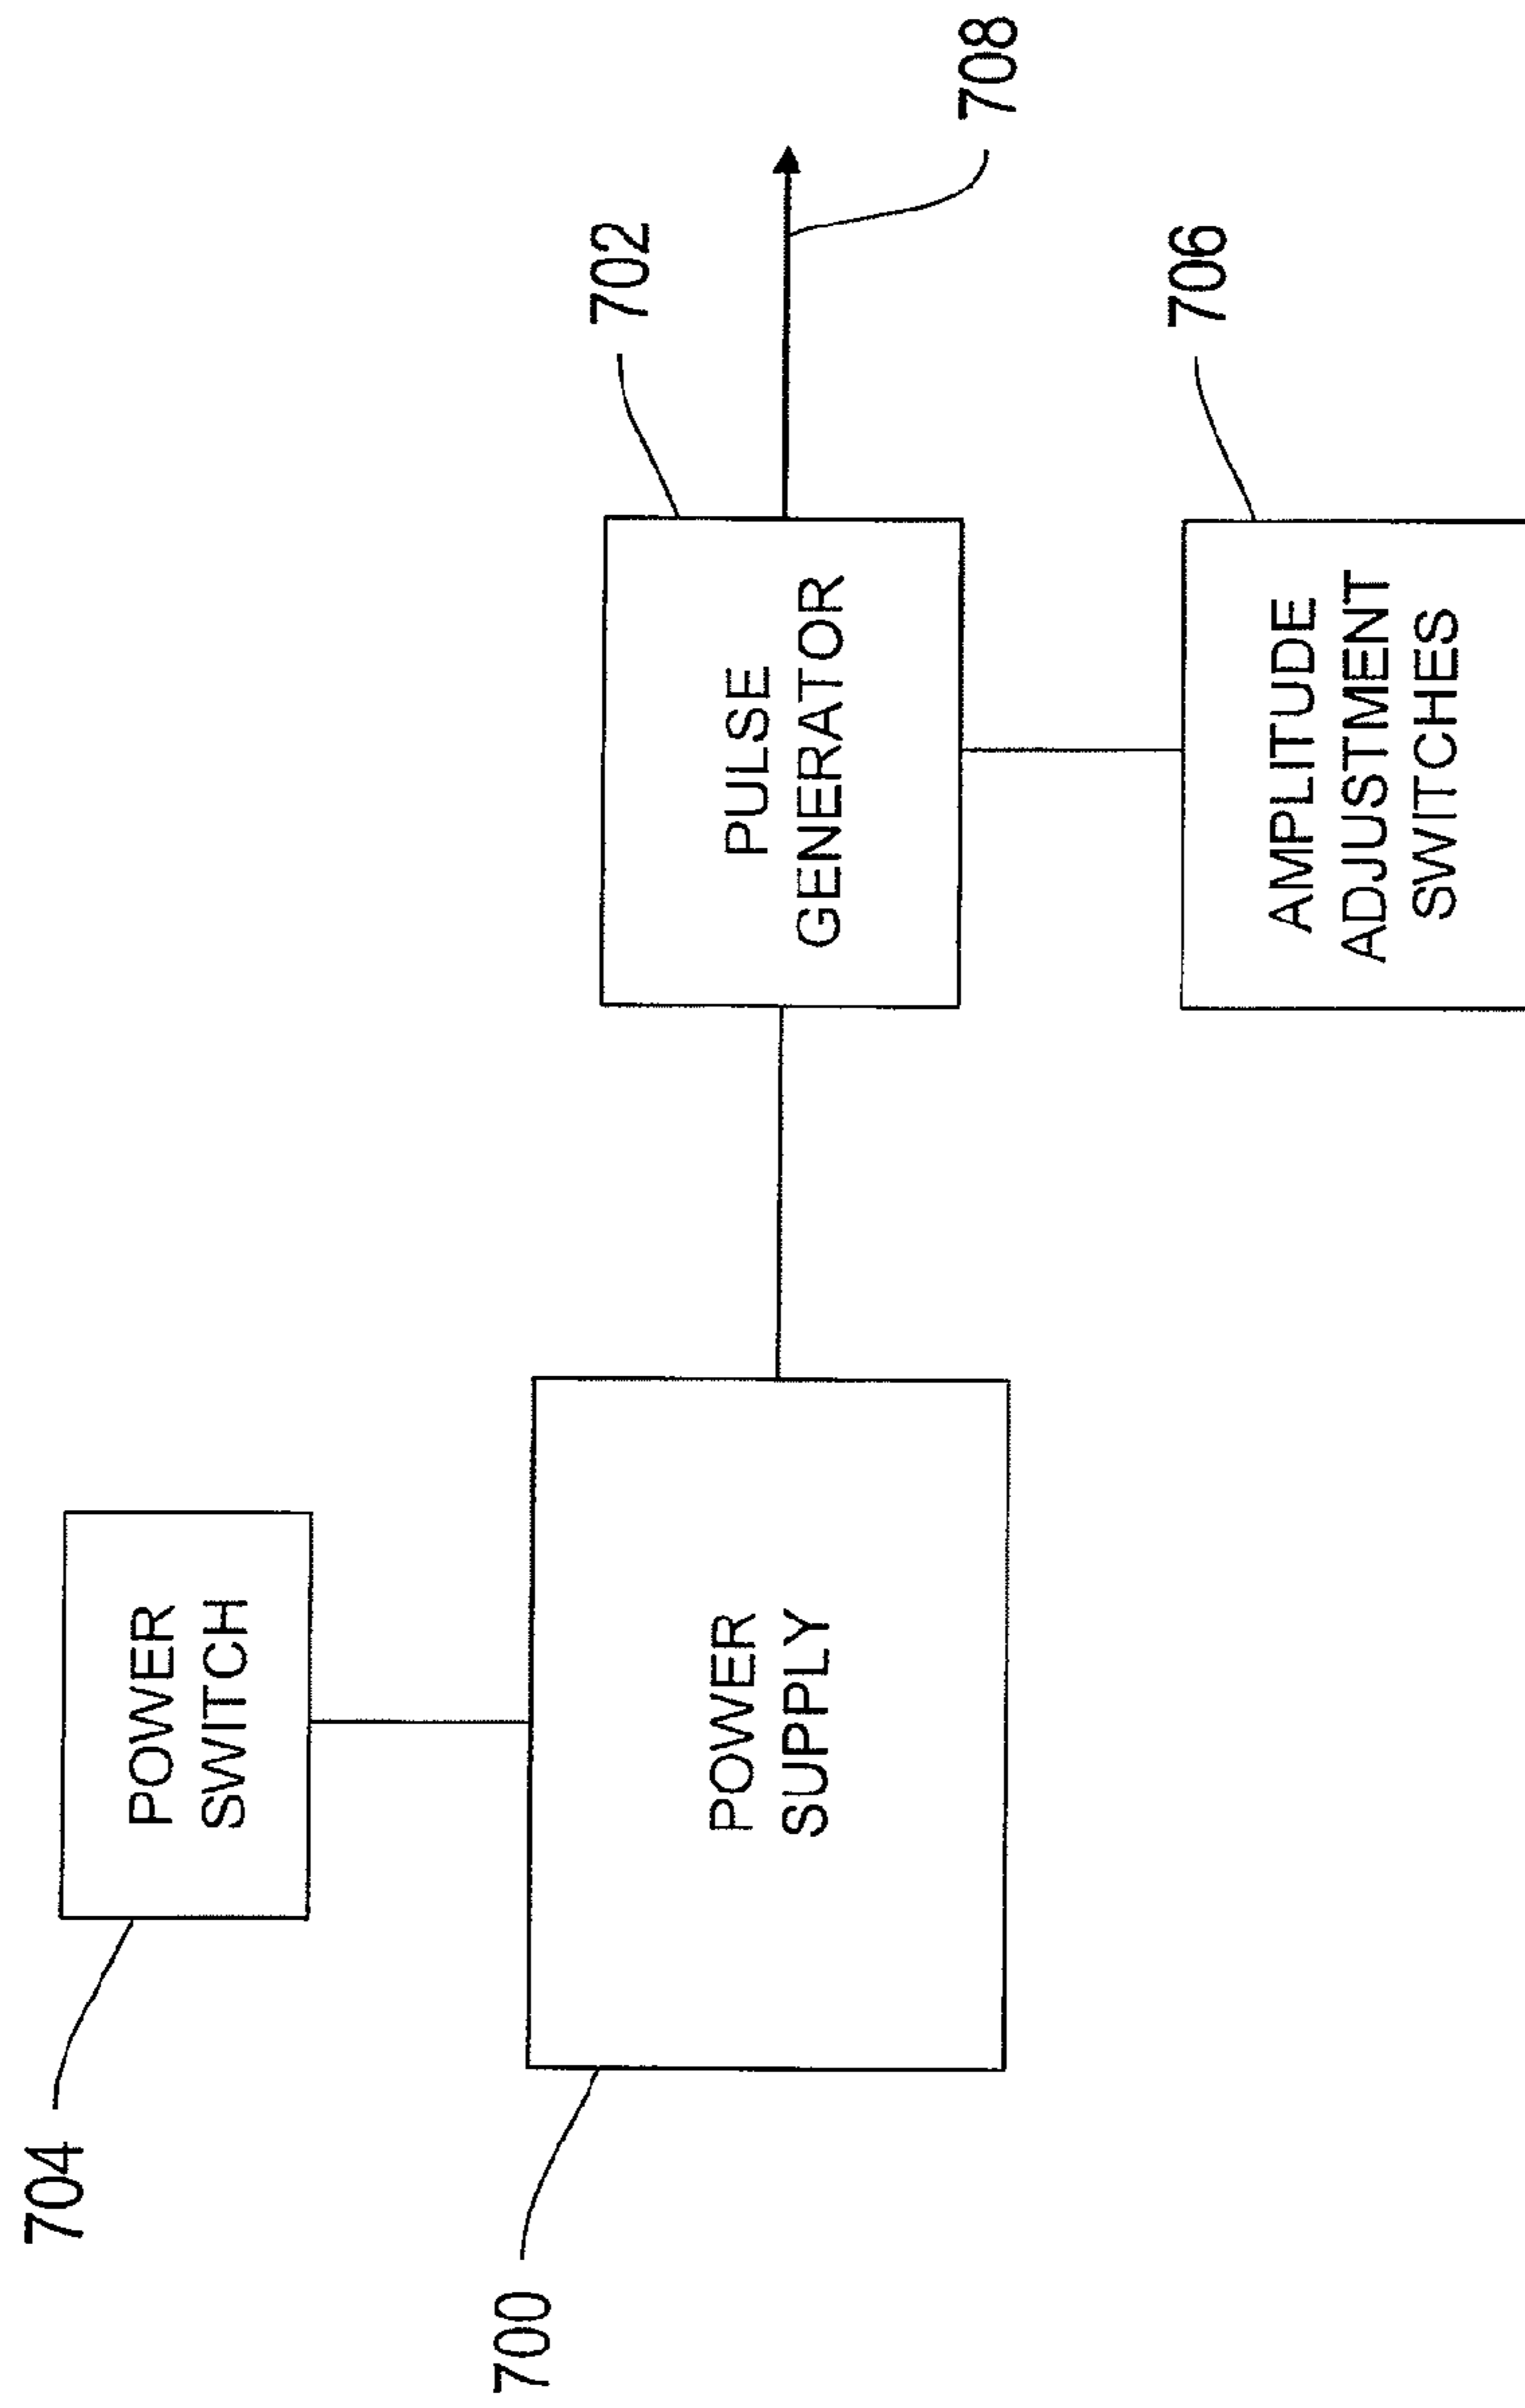 704
POWER
SWITCH
700
POWER
SUPPLY
702
PULSE
GENERATOR
708
706
AMPLITUDE
ADJUSTMENT
SWITCHES